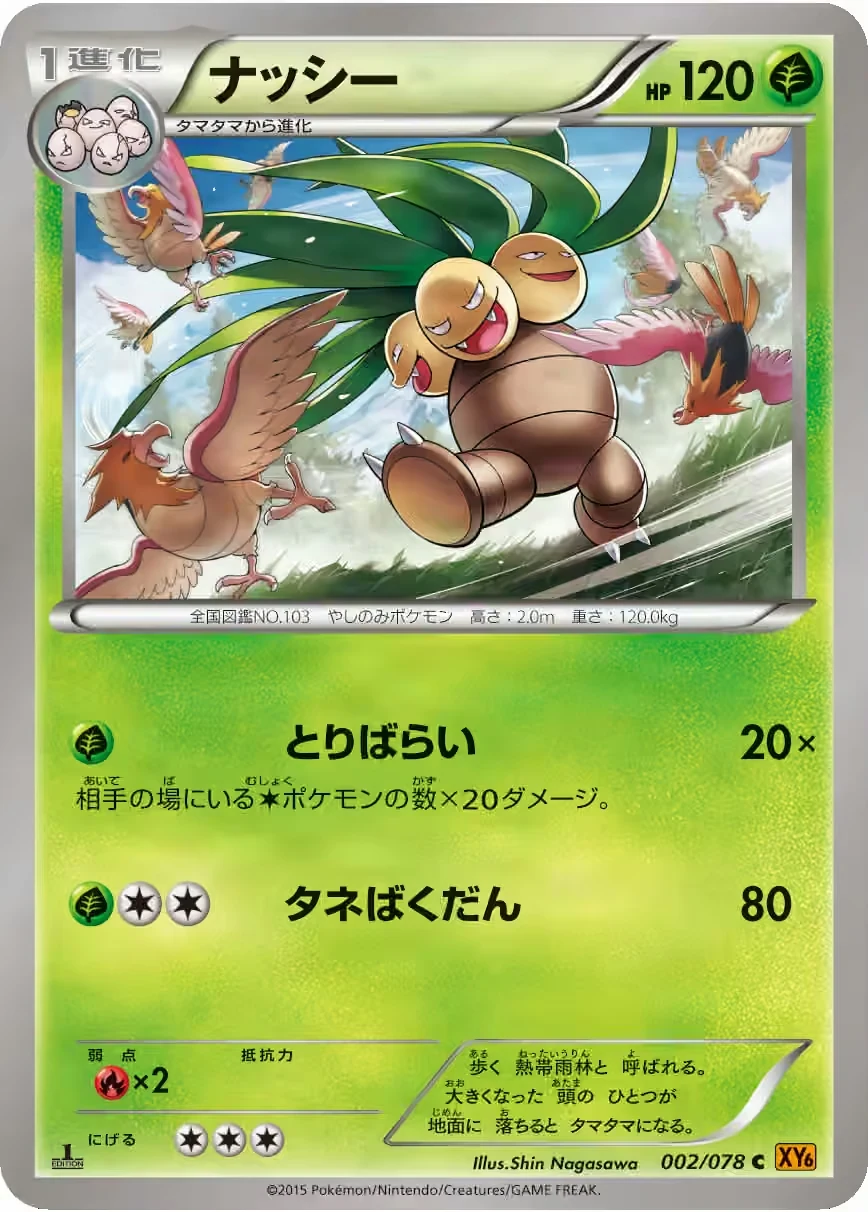 1進化
ナッシー
HP 120
タマタマから進化
全国図鑑NO.103 やしのみポケモン 高さ：2.0m 重さ：120.0kg
とりばらい 20×
相手の場にいるポケモンの数×20ダメージ。
タネばくだん 80
弱点 抵抗力
×2
にげる
歩く 熱帯雨林と 呼ばれる。
大きくなった 頭の ひとつが
地面に 落ちると タマタマになる。
1 EDITION
Illus.Shin Nagasawa 002/078 C XY6
©2015 Pokémon/Nintendo/Creatures/GAME FREAK.